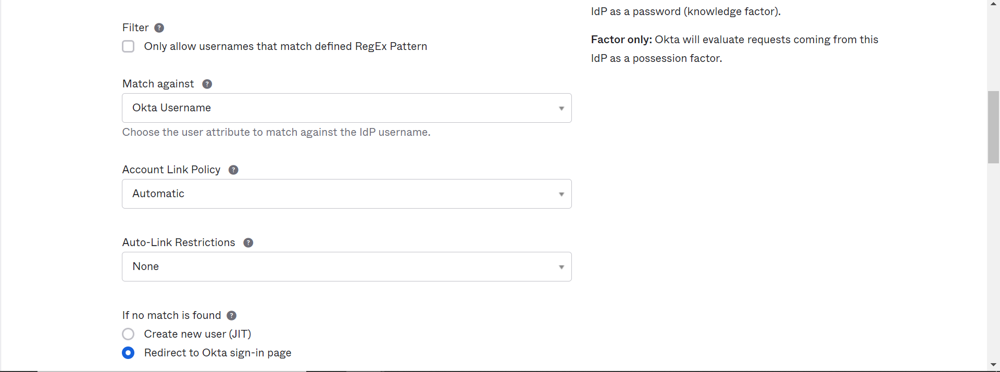 Filter ?
Only allow usernames that match defined RegEx Pattern
Match against ?
Okta Username
Choose the user attribute to match against the IdP username.
Account Link Policy ?
Automatic
Auto-Link Restrictions ?
None
If no match is found ?
Create new user (JIT)
Redirect to Okta sign-in page
IdP as a password (knowledge factor).
Factor only: Okta will evaluate requests coming from this
IdP as a possession factor.